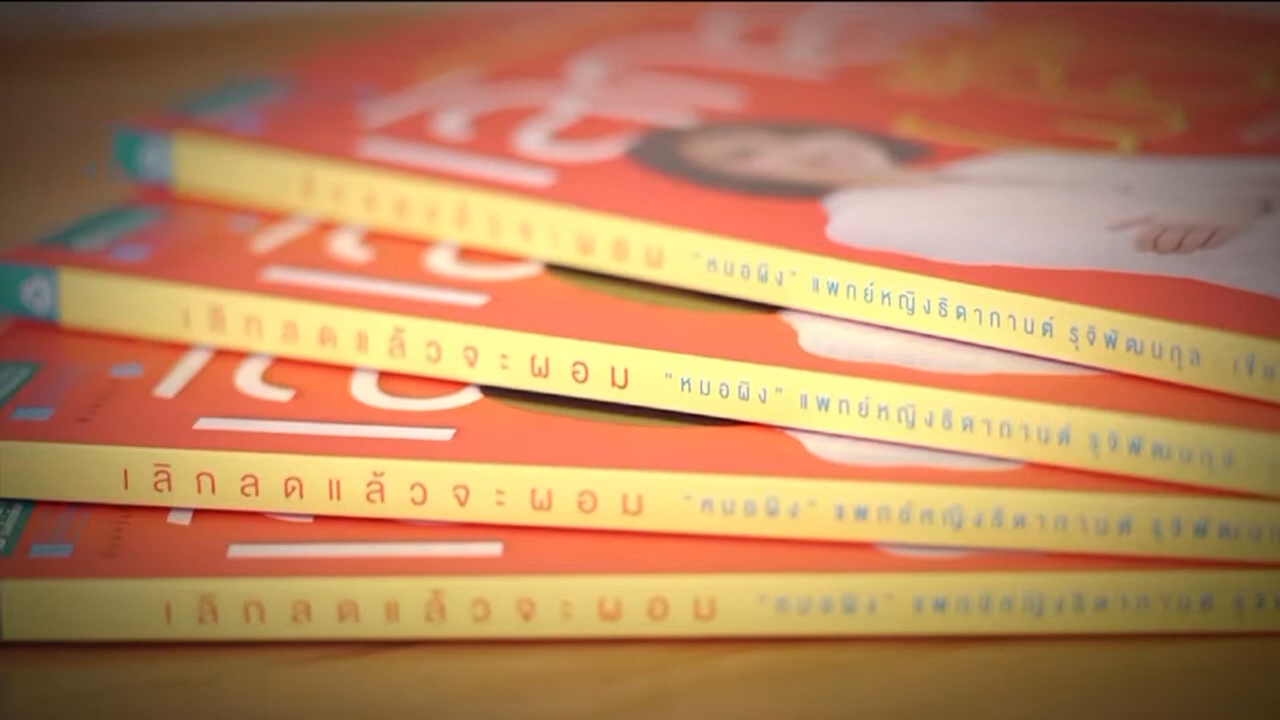 เลิกลดแล้วจะผอม "หมอผิง" แพทย์หญิงธิดากานต์ รุจิพัฒนกุล เขียน
เลิกลดแล้วจะผอม "หมอผิง" แพทย์หญิงธิดากานต์ รุจิพัฒนกุล
เลิกลดแล้วจะผอม "หมอผิง" แพทย์หญิงธิดากานต์ รุจิพัฒนกุ
เลิกลดแล้วจะผอม "หมอผิง" แพทย์หญิงธิดากานต์ รุจิ